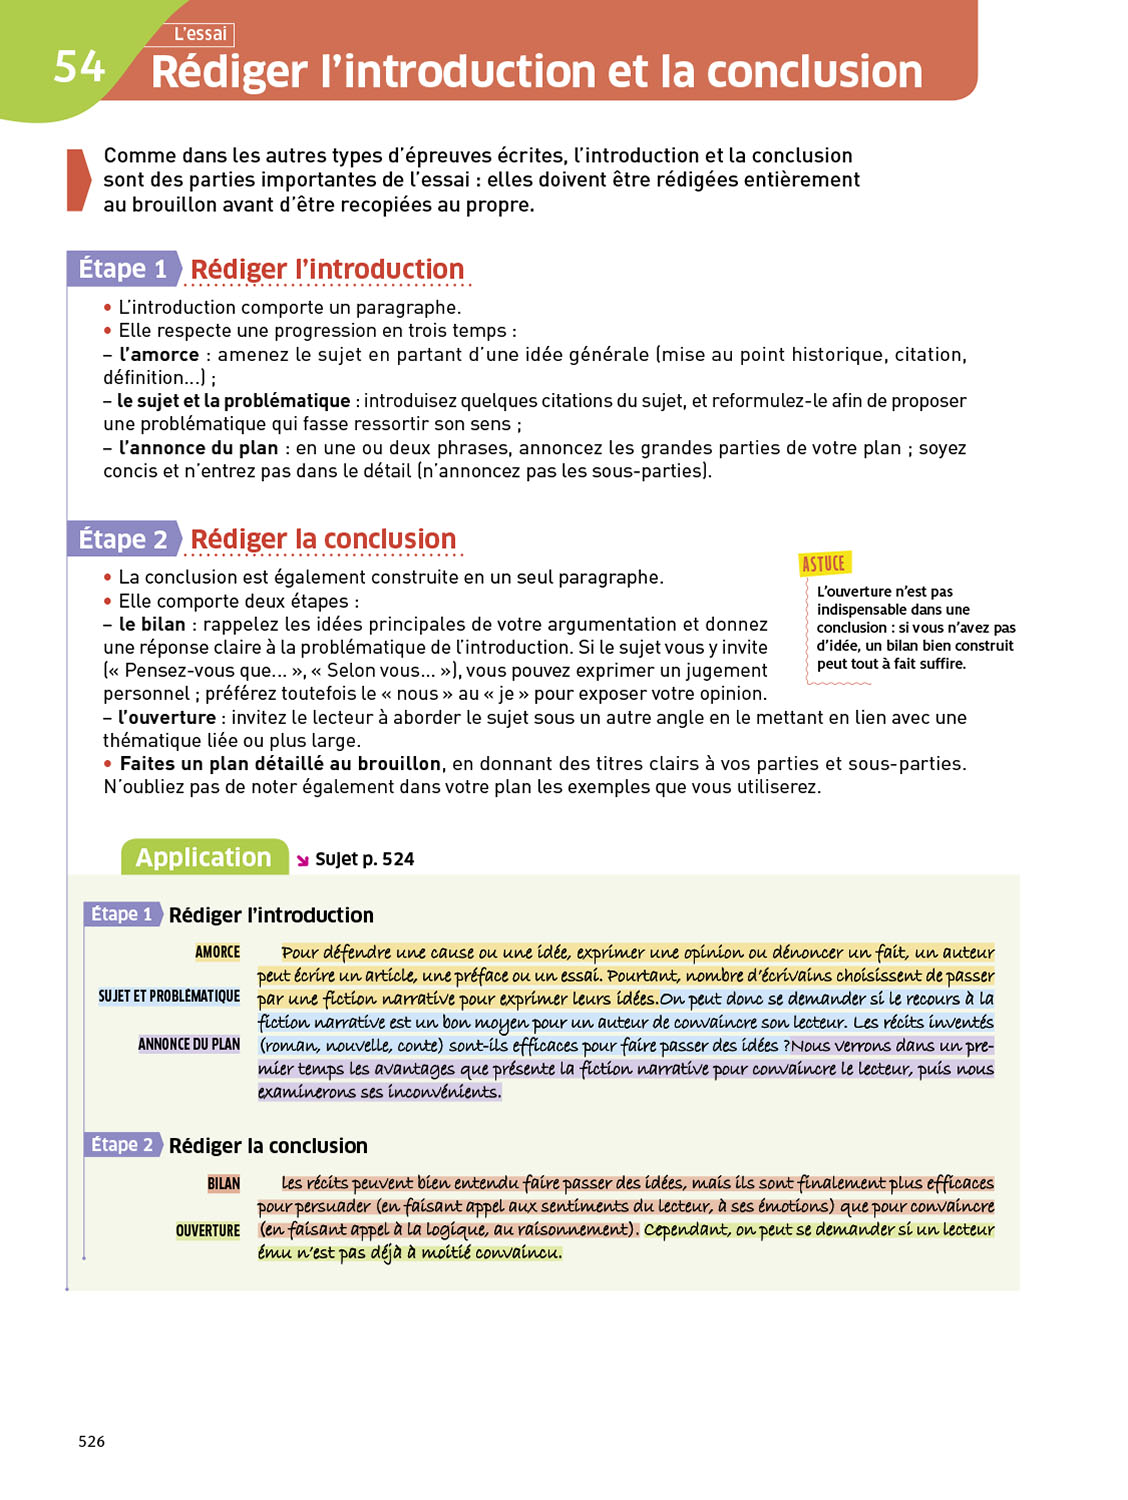 L'essai
54
Rédiger l'introduction et la conclusion
Comme dans les autres types d'épreuves écrites, l'introduction et la conclusion
sont des parties importantes de l'essai : elles doivent être rédigées entièrement
au brouillon avant d'être recopiées au propre.
Étape 1 Rédiger l'introduction
• L'introduction comporte un paragraphe.
• Elle respecte une progression en trois temps :
– l'amorce : amenez le sujet en partant d'une idée générale (mise au point historique, citation,
définition...) ;
– le sujet et la problématique : introduisez quelques citations du sujet, et reformulez-le afin de proposer
une problématique qui fasse ressortir son sens ;
– l'annonce du plan : en une ou deux phrases, annoncez les grandes parties de votre plan ; soyez
concis et n'entrez pas dans le détail (n'annoncez pas les sous-parties).
Étape 2 Rédiger la conclusion
• La conclusion est également construite en un seul paragraphe.
• Elle comporte deux étapes :
– le bilan : rappelez les idées principales de votre argumentation et donnez
une réponse claire à la problématique de l'introduction. Si le sujet vous y invite
(« Pensez-vous que... », « Selon vous... »), vous pouvez exprimer un jugement
personnel ; préférez toutefois le « nous » au « je » pour exposer votre opinion.
– l'ouverture : invitez le lecteur à aborder le sujet sous un autre angle en le mettant en lien avec une
thématique liée ou plus large.
• Faites un plan détaillé au brouillon, en donnant des titres clairs à vos parties et sous-parties.
N'oubliez pas de noter également dans votre plan les exemples que vous utiliserez.
ASTUCE
L'ouverture n'est pas
indispensable dans une
conclusion : si vous n'avez pas
d'idée, un bilan bien construit
peut tout à fait suffire.
Application Sujet p. 524
Étape 1 Rédiger l'introduction
AMORCE Pour défendre une cause ou une idée, exprimer une opinion ou dénoncer un fait, un auteur
peut écrire un article, une préface ou un essai. Pourtant, nombre d'écrivains choisissent de passer
SUJET ET PROBLÉMATIQUE par une fiction narrative pour exprimer leurs idées.On peut donc se demander si le recours à la
fiction narrative est un bon moyen pour un auteur de convaincre son lecteur. Les récits inventés
ANNONCE DU PLAN (roman, nouvelle, conte) sont-ils efficaces pour faire passer des idées ?Nous verrons dans un pre-
mier temps les avantages que présente la fiction narrative pour convaincre le lecteur, puis nous
examinerons ses inconvénients.
Étape 2 Rédiger la conclusion
BILAN Les récits peuvent bien entendu faire passer des idées, mais ils sont finalement plus efficaces
pour persuader (en faisant appel aux sentiments du lecteur, à ses émotions) que pour convaincre
OUVERTURE (en faisant appel à la logique, au raisonnement). Cependant, on peut se demander si un lecteur
ému n'est pas déjà à moitié convaincu.
526